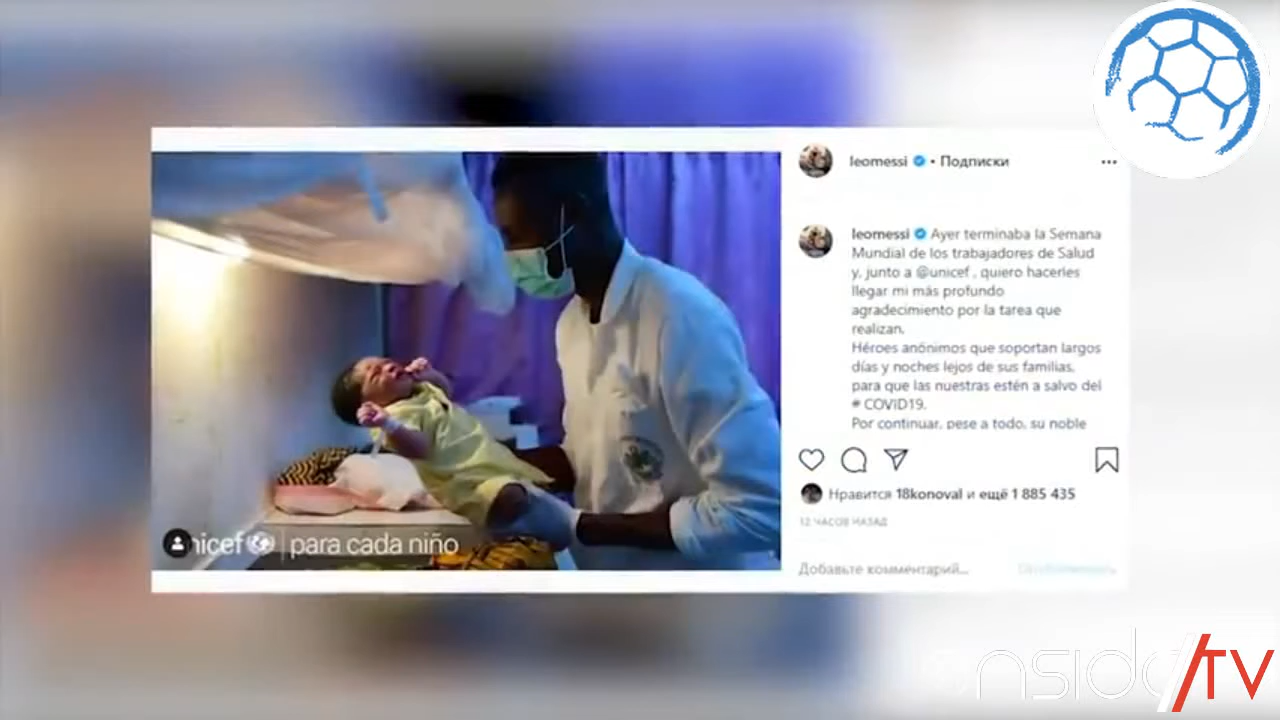 leomessi • Подписки
leomessi Ayer terminaba la Semana
Mundial de los trabajadores de Salud
y, junto a @unicef , quiero hacerles
llegar mi más profundo
agradecimiento por la tarea que
realizan.
Héroes anónimos que soportan largos
días y noches lejos de sus familias,
para que las nuestras estén a salvo del
# COVID19.
Por continuar, pese a todo, su noble
Нравится 18konoval и ещё 1 885 435
12 ЧАСОВ НАЗАД
Добавьте комментарий...
Опубликовать
nicef | para cada niño
nside/TV